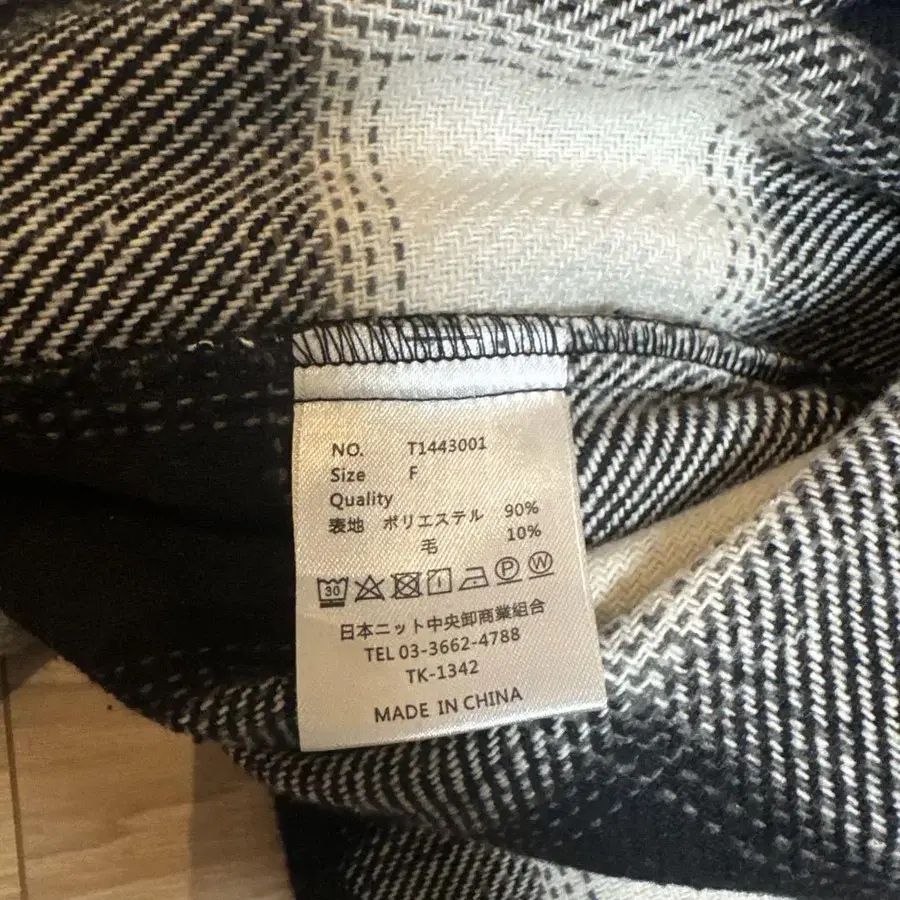 NO. T1443001
Size F
Quality
表地 ポリエステル 90%
毛 10%
30 P W
日本ニット中央卸商業組合
TEL 03-3662-4788
TK-1342
MADE IN CHINA